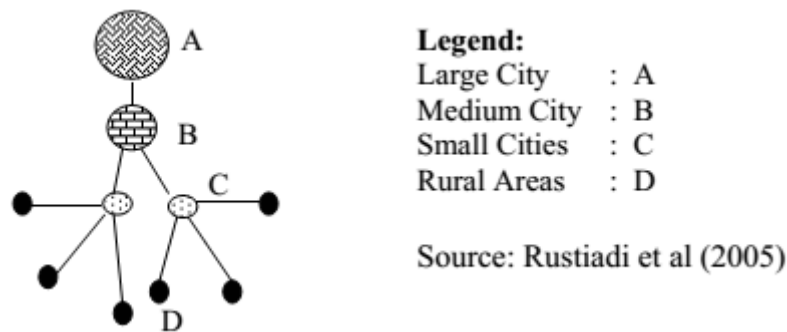 A
B
C
D
Legend:
Large City : A
Medium City : B
Small Cities : C
Rural Areas : D
Source: Rustiadi et al (2005)